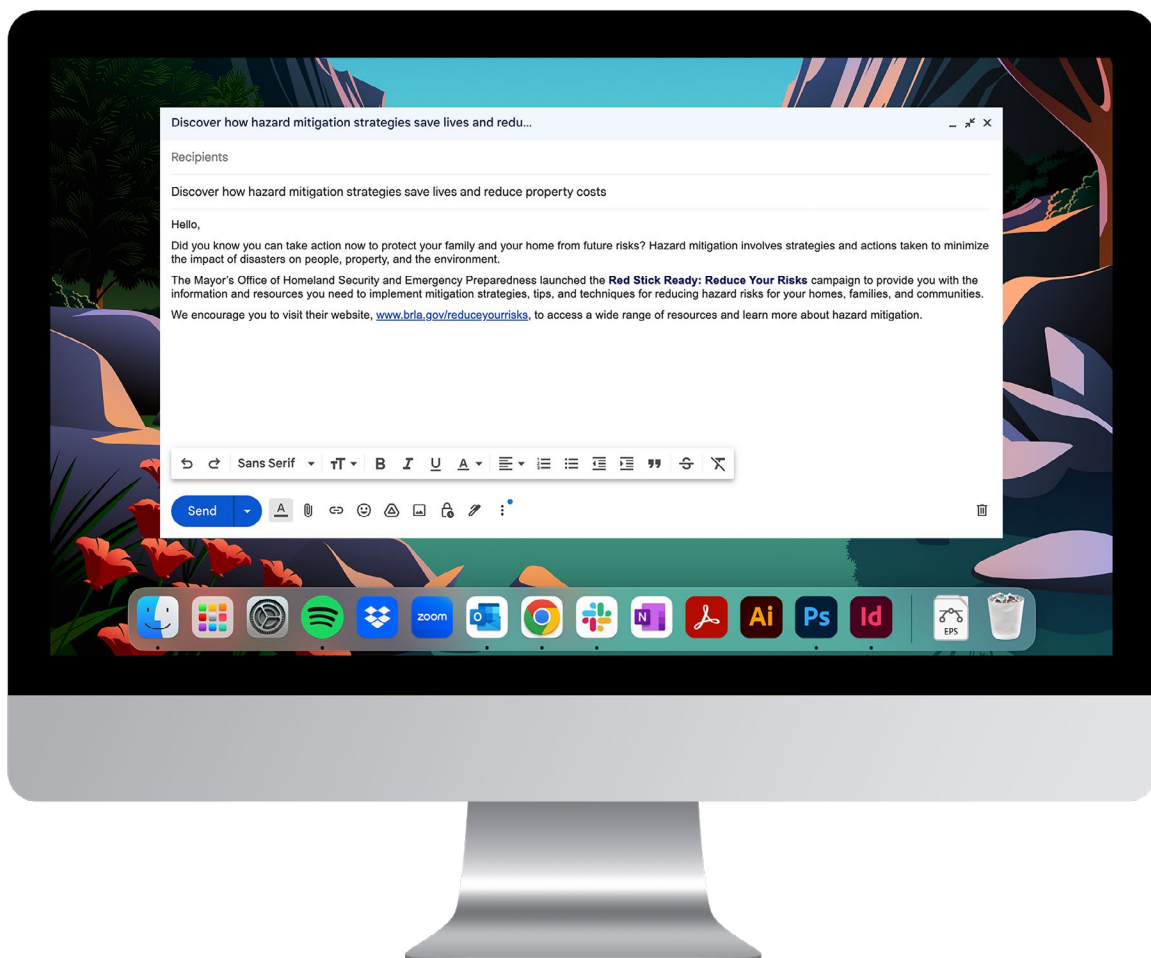 Discover how hazard mitigation strategies save lives and redu...
Recipients
Discover how hazard mitigation strategies save lives and reduce property costs
Hello,
Did you know you can take action now to protect your family and your home from future risks? Hazard mitigation involves strategies and actions taken to minimize
the impact of disasters on people, property, and the environment.
The Mayor's Office of Homeland Security and Emergency Preparedness launched the Red Stick Ready: Reduce Your Risks campaign to provide you with the
information and resources you need to implement mitigation strategies, tips, and techniques for reducing hazard risks for your homes, families, and communities.
We encourage you to visit their website, www.brla.gov/reduceyourrisks, to access a wide range of resources and learn more about hazard mitigation.
Sans Serif
Send
zoom
Ai
Ps
Id
EPS